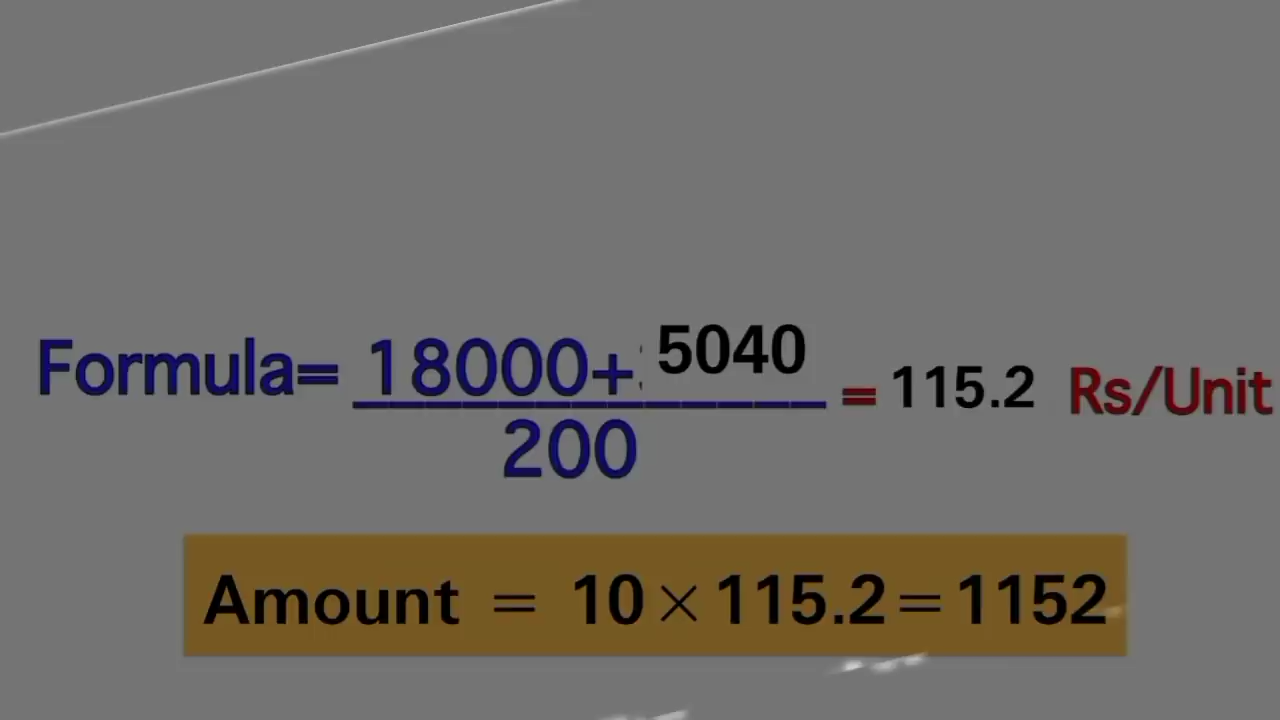 Formula= 18000+ 5040 = 115.2 Rs/Unit
200
Amount = 10×115.2=1152